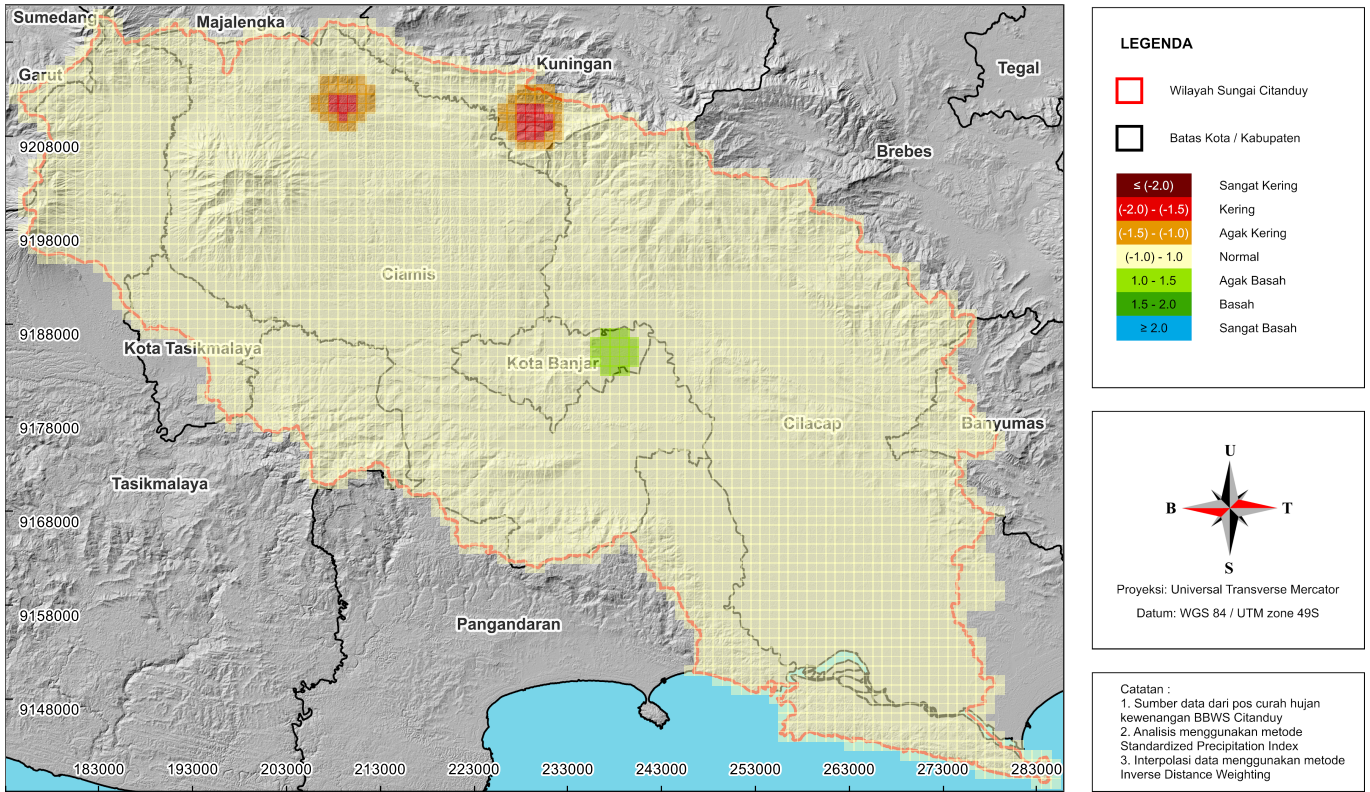 Sumedang
Majalengka
Kuningan
Garut
Tegal
Brebes
Ciamis
Kota Tasikmalaya
Kota Banjar
Cilacap
Banyumas
Tasikmalaya
Pangandaran
9208000
9198000
9188000
9178000
9168000
9158000
9148000
183000
193000
203000
213000
223000
233000
243000
253000
263000
273000
283000
LEGENDA
Wilayah Sungai Citanduy
Batas Kota / Kabupaten
≤ (-2.0) Sangat Kering
(-2.0) - (-1.5) Kering
(-1.5) - (-1.0) Agak Kering
(-1.0) - 1.0 Normal
1.0 - 1.5 Agak Basah
1.5 - 2.0 Basah
≥ 2.0 Sangat Basah
U
B T
S
Proyeksi: Universal Transverse Mercator
Datum: WGS 84 / UTM zone 49S
Catatan :
1. Sumber data dari pos curah hujan
kewenangan BBWS Citanduy
2. Analisis menggunakan metode
Standardized Precipitation Index
3. Interpolasi data menggunakan metode
Inverse Distance Weighting